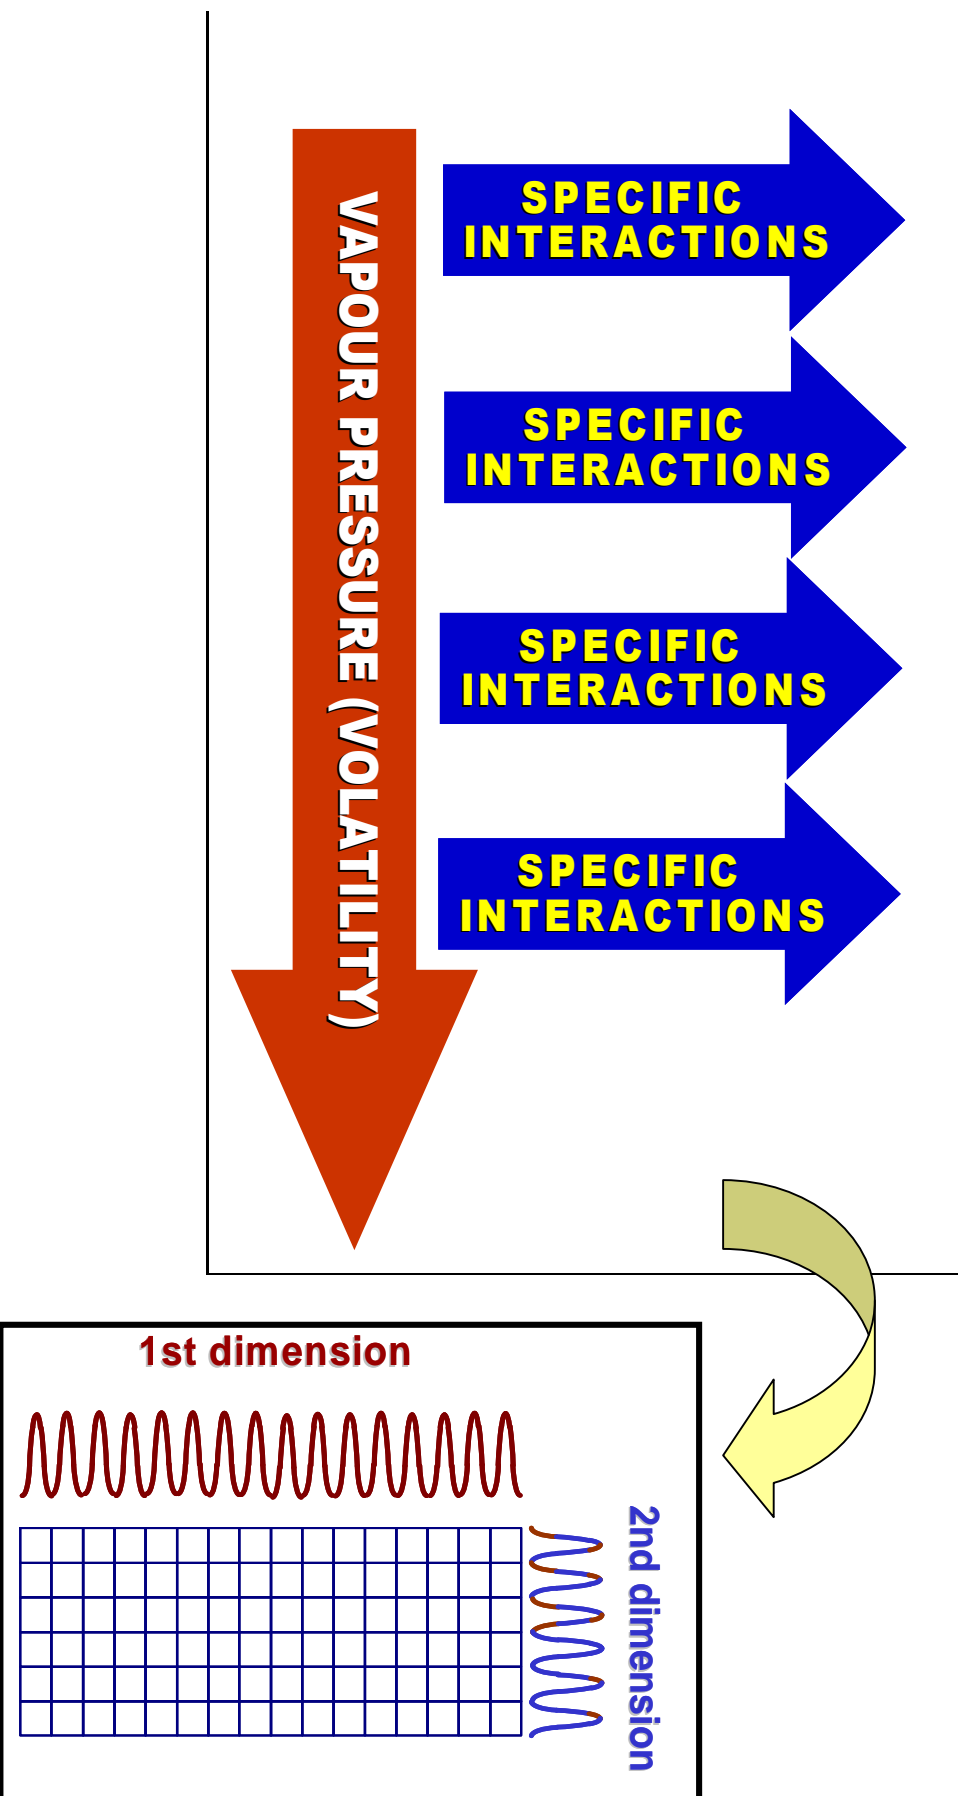 VAPOUR PRESSURE (VOLATILITY)
SPECIFIC
INTERACTIONS
SPECIFIC
INTERACTIONS
SPECIFIC
INTERACTIONS
SPECIFIC
INTERACTIONS
1st dimension
2nd dimension